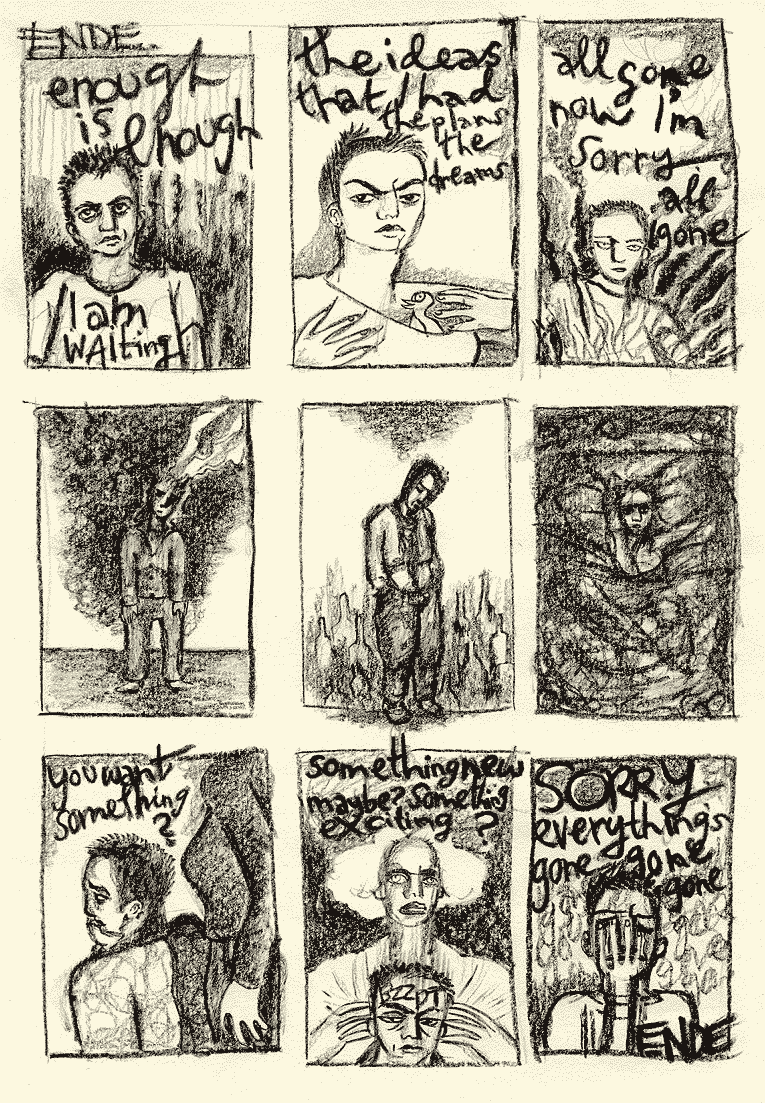 ENDE...
enough
is enough
I am
WAiting
the ideas
that I had
the plans
the
dreams
all gone
now I'm
Sorry
all
gone
you want
something
?
something new
maybe? Something
exciting ?
BZZDT
SORRY
everything's
gone gone
gone
ENDE